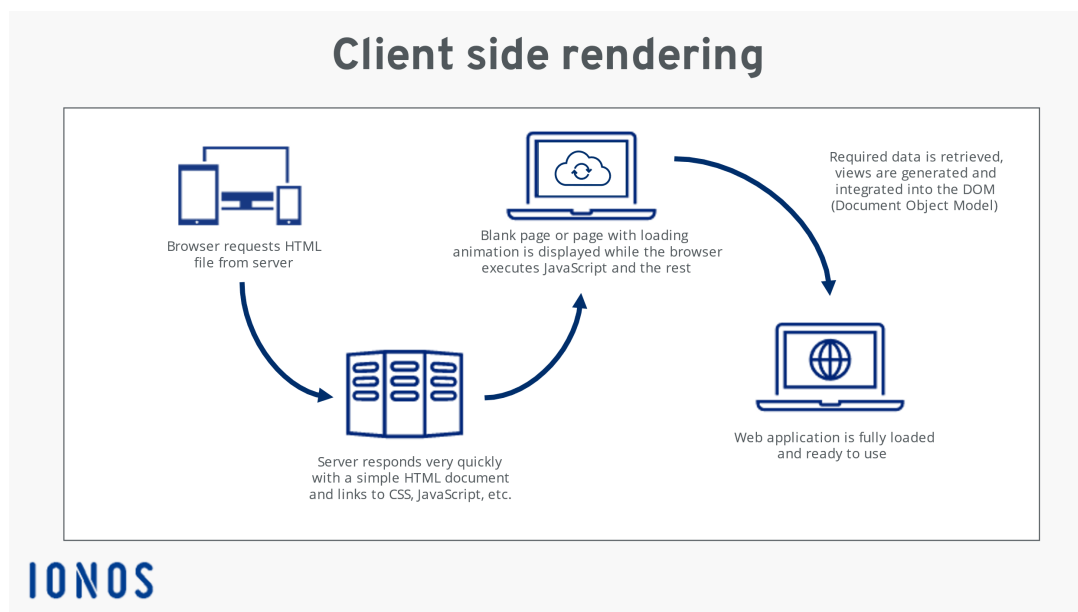 Client side rendering
Browser requests HTML
file from server
Server responds very quickly
with a simple HTML document
and links to CSS, JavaScript, etc.
Blank page or page with loading
animation is displayed while the browser
executes JavaScript and the rest
Required data is retrieved,
views are generated and
integrated into the DOM
(Document Object Model)
Web application is fully loaded
and ready to use
IONOS